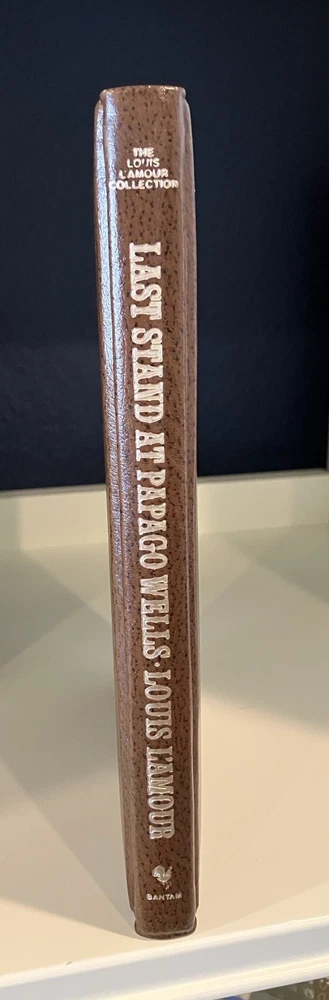 THE
LOUIS
L'AMOUR
COLLECTION
LAST STAND AT PAPAGO WELLS · LOUIS L'AMOUR
BANTAM